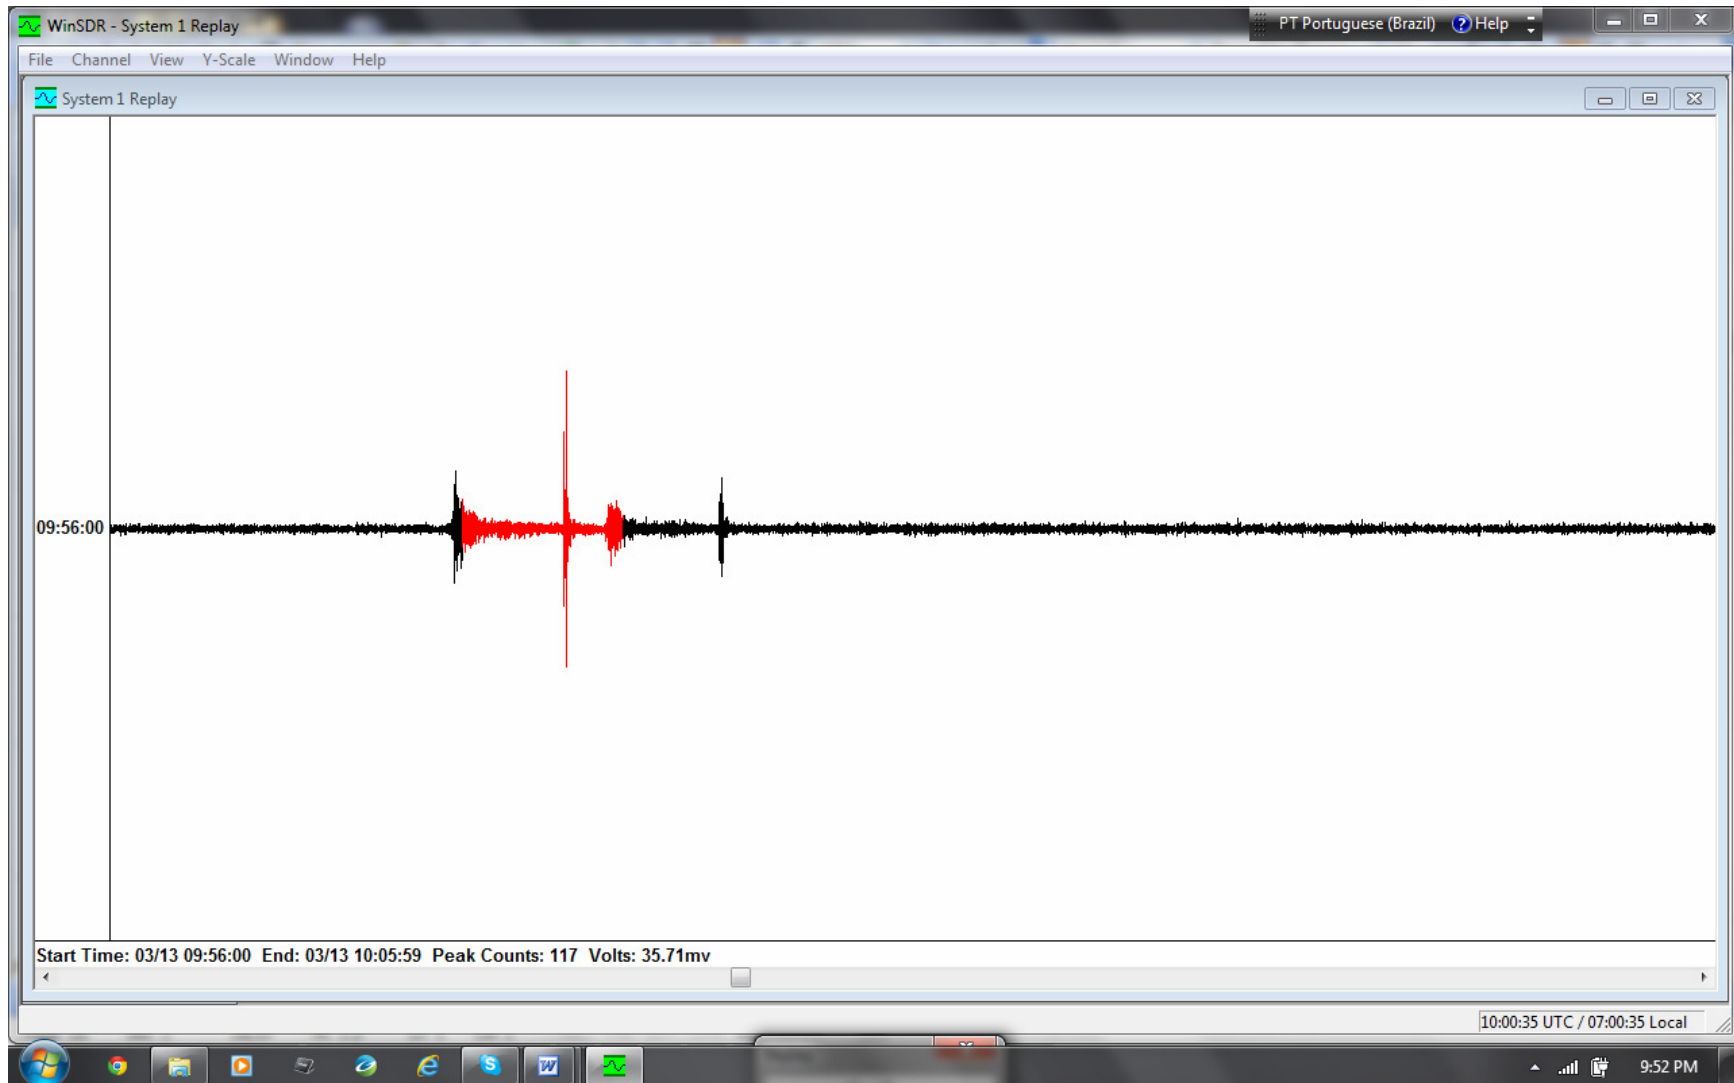 WinSDR - System 1 Replay
PT Portuguese (Brazil) ? Help
File Channel View Y-Scale Window Help
System 1 Replay
09:56:00
Start Time: 03/13 09:56:00 End: 03/13 10:05:59 Peak Counts: 117 Volts: 35.71mv
10:00:35 UTC / 07:00:35 Local
9:52 PM